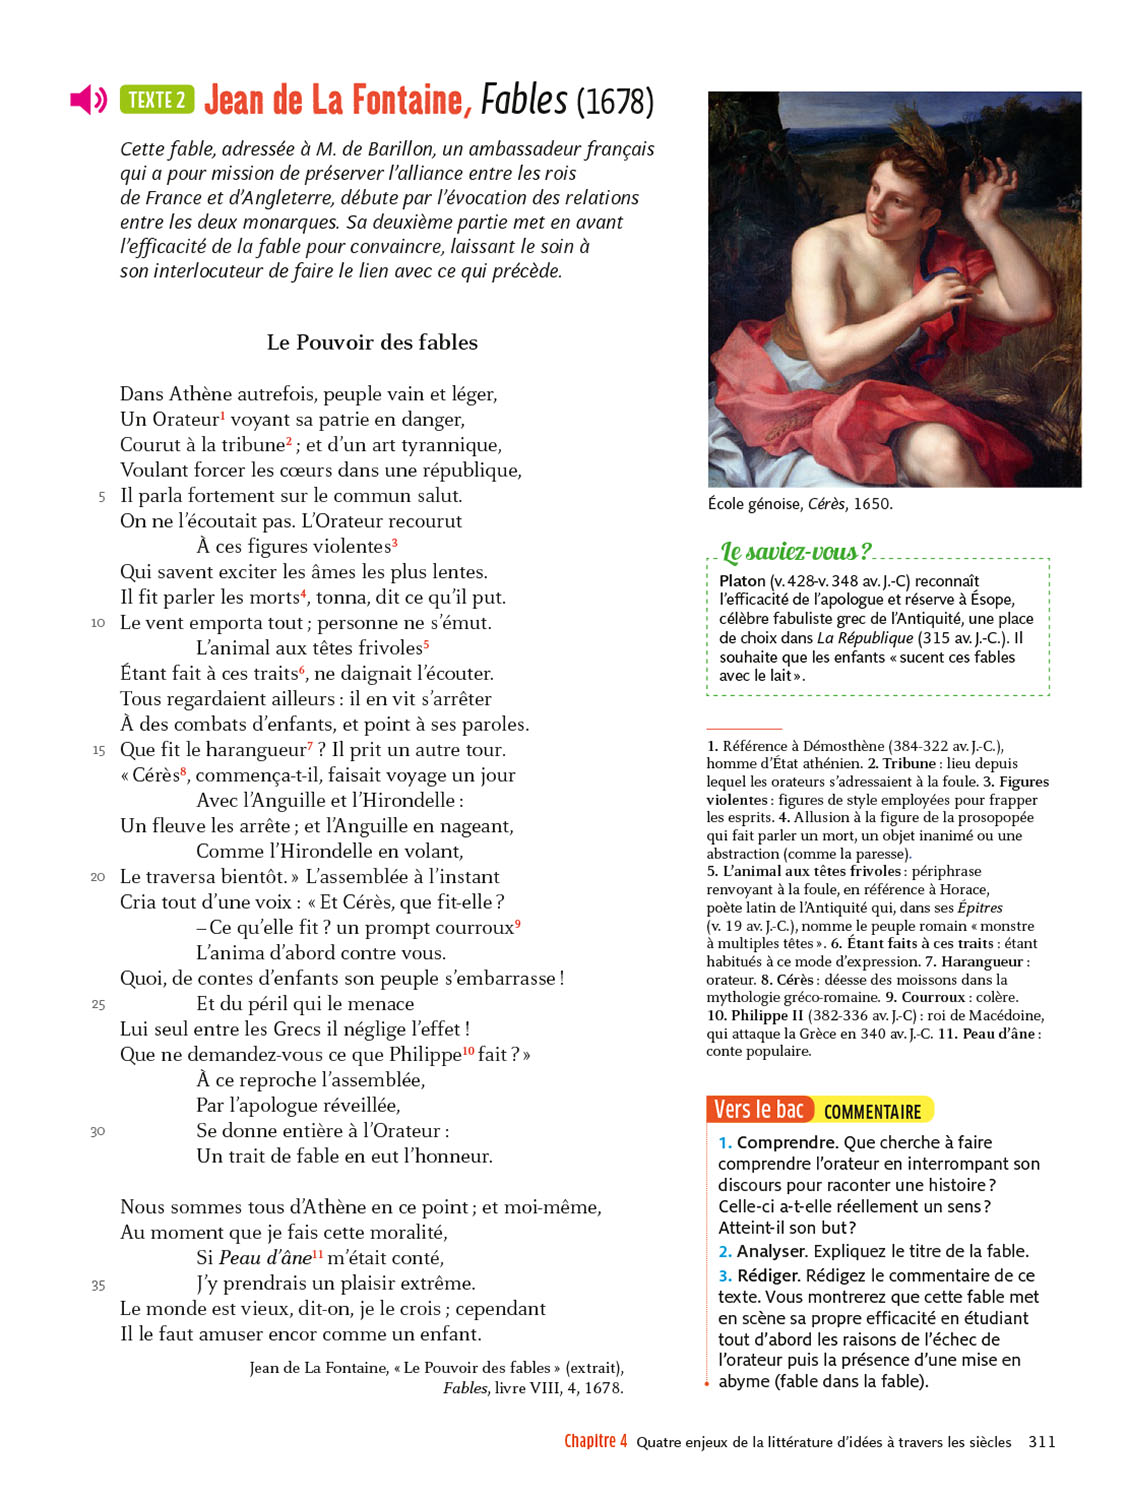 TEXTE 2 Jean de La Fontaine, Fables (1678)
Cette fable, adressée à M. de Barillon, un ambassadeur français
qui a pour mission de préserver l'alliance entre les rois
de France et d'Angleterre, débute par l'évocation des relations
entre les deux monarques. Sa deuxième partie met en avant
l'efficacité de la fable pour convaincre, laissant le soin à
son interlocuteur de faire le lien avec ce qui précède.
Le Pouvoir des fables
Dans Athène autrefois, peuple vain et léger,
Un Orateur1 voyant sa patrie en danger,
Courut à la tribune2 ; et d'un art tyrannique,
Voulant forcer les cœurs dans une république,
5 Il parla fortement sur le commun salut.
On ne l'écoutait pas. L'Orateur recourut
À ces figures violentes3
Qui savent exciter les âmes les plus lentes.
Il fit parler les morts4, tonna, dit ce qu'il put.
10 Le vent emporta tout ; personne ne s'émut.
L'animal aux têtes frivoles5
Étant fait à ces traits6, ne daignait l'écouter.
Tous regardaient ailleurs : il en vit s'arrêter
À des combats d'enfants, et point à ses paroles.
15 Que fit le harangueur7 ? Il prit un autre tour.
« Cérès8, commença-t-il, faisait voyage un jour
Avec l'Anguille et l'Hirondelle :
Un fleuve les arrête ; et l'Anguille en nageant,
Comme l'Hirondelle en volant,
20 Le traversa bientôt. » L'assemblée à l'instant
Cria tout d'une voix : « Et Cérès, que fit-elle ?
– Ce qu'elle fit ? un prompt courroux9
L'anima d'abord contre vous.
Quoi, de contes d'enfants son peuple s'embarrasse !
25 Et du péril qui le menace
Lui seul entre les Grecs il néglige l'effet !
Que ne demandez-vous ce que Philippe10 fait ? »
À ce reproche l'assemblée,
Par l'apologue réveillée,
30 Se donne entière à l'Orateur :
Un trait de fable en eut l'honneur.
Nous sommes tous d'Athène en ce point ; et moi-même,
Au moment que je fais cette moralité,
Si Peau d'âne11 m'était conté,
35 J'y prendrais un plaisir extrême.
Le monde est vieux, dit-on, je le crois ; cependant
Il le faut amuser encor comme un enfant.
Jean de La Fontaine, « Le Pouvoir des fables » (extrait),
Fables, livre VIII, 4, 1678.
École génoise, Cérès, 1650.
Le saviez-vous ?
Platon (v. 428-v. 348 av. J.-C) reconnaît
l'efficacité de l'apologue et réserve à Ésope,
célèbre fabuliste grec de l'Antiquité, une place
de choix dans La République (315 av. J.-C.). Il
souhaite que les enfants « sucent ces fables
avec le lait ».
1. Référence à Démosthène (384-322 av. J.-C.),
homme d'État athénien. 2. Tribune : lieu depuis
lequel les orateurs s'adressaient à la foule. 3. Figures
violentes : figures de style employées pour frapper
les esprits. 4. Allusion à la figure de la prosopopée
qui fait parler un mort, un objet inanimé ou une
abstraction (comme la paresse).
5. L'animal aux têtes frivoles : périphrase
renvoyant à la foule, en référence à Horace,
poète latin de l'Antiquité qui, dans ses Épitres
(v. 19 av. J.-C.), nomme le peuple romain « monstre
à multiples têtes ». 6. Étant faits à ces traits : étant
habitués à ce mode d'expression. 7. Harangueur :
orateur. 8. Cérès : déesse des moissons dans la
mythologie gréco-romaine. 9. Courroux : colère.
10. Philippe II (382-336 av. J.-C) : roi de Macédoine,
qui attaque la Grèce en 340 av. J.-C. 11. Peau d'âne :
conte populaire.
Vers le bac COMMENTAIRE
1. Comprendre. Que cherche à faire
comprendre l'orateur en interrompant son
discours pour raconter une histoire ?
Celle-ci a-t-elle réellement un sens ?
Atteint-il son but ?
2. Analyser. Expliquez le titre de la fable.
3. Rédiger. Rédigez le commentaire de ce
texte. Vous montrerez que cette fable met
en scène sa propre efficacité en étudiant
tout d'abord les raisons de l'échec de
l'orateur puis la présence d'une mise en
abyme (fable dans la fable).
Chapitre 4 Quatre enjeux de la littérature d'idées à travers les siècles 311